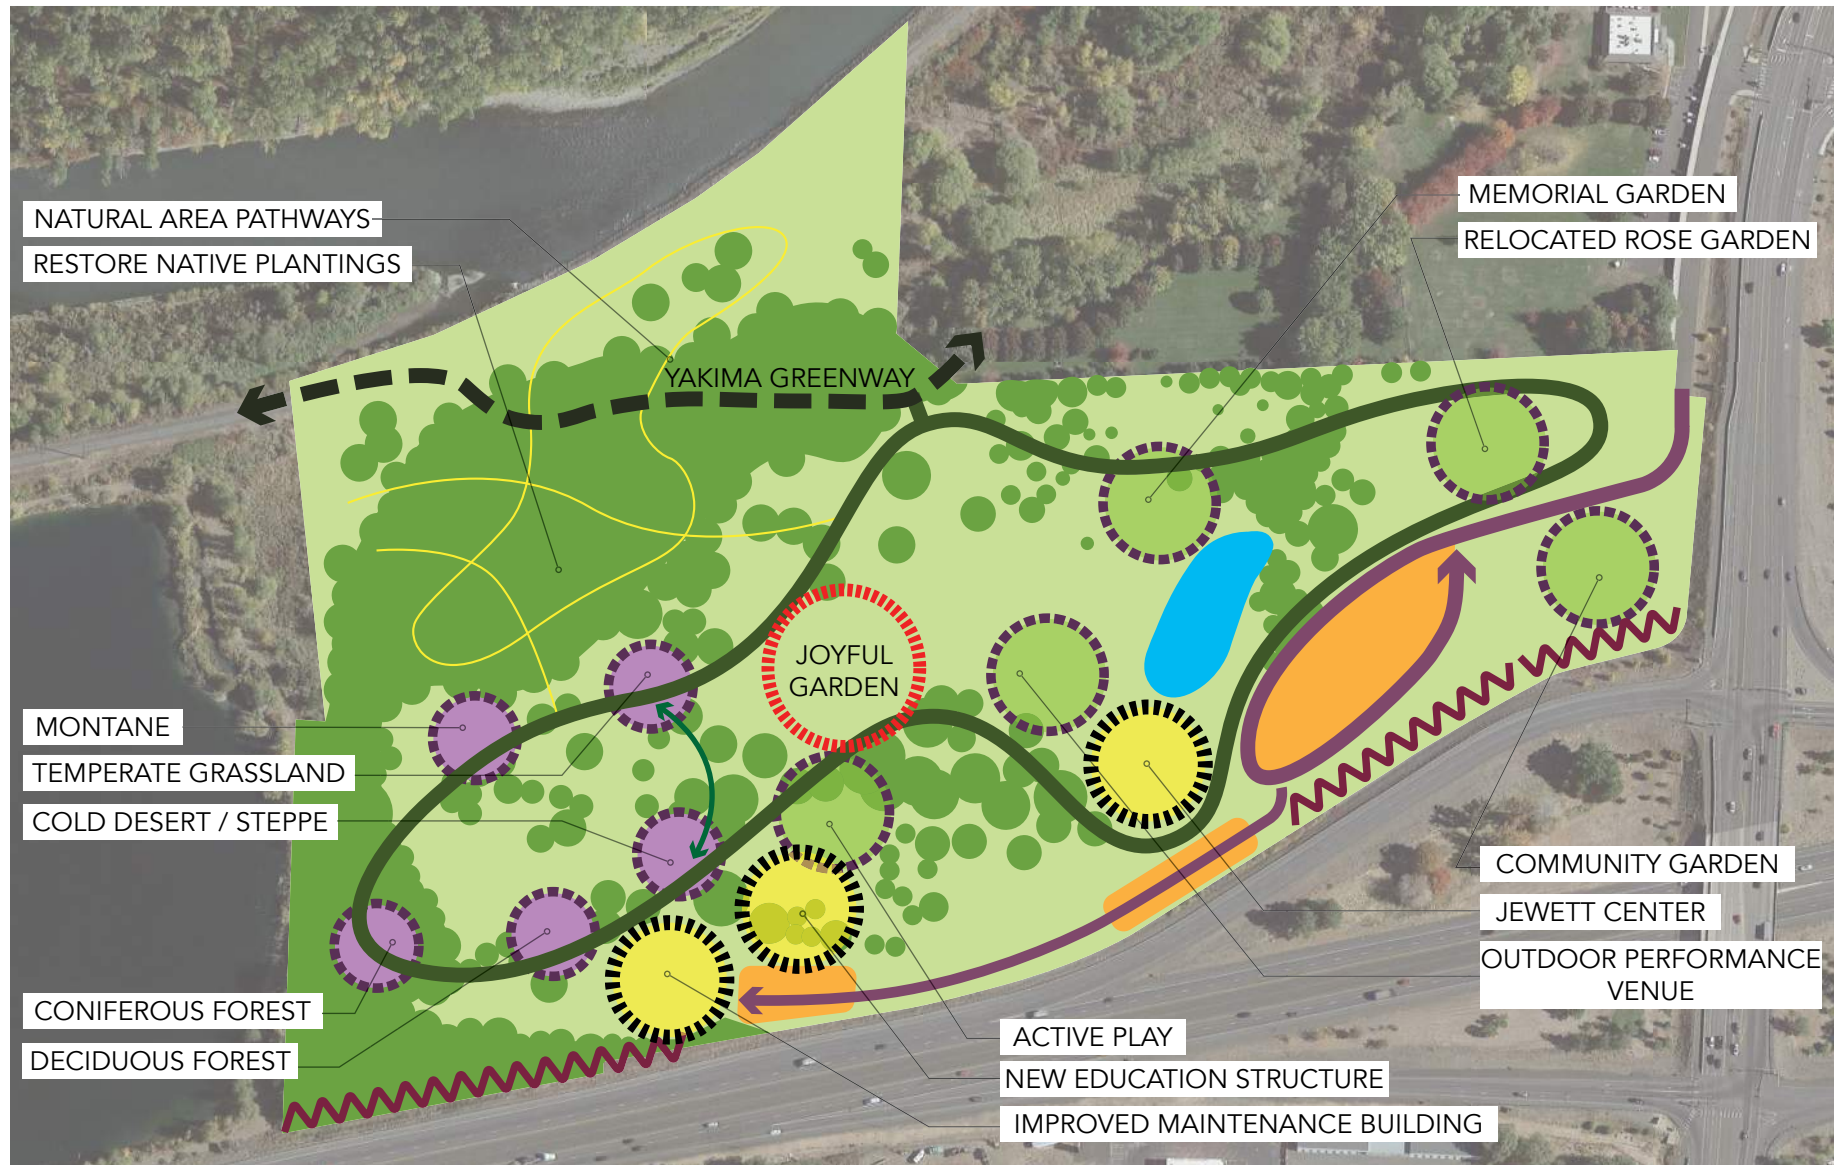 MEMORIAL GARDEN
NATURAL AREA PATHWAYS
RELOCATED ROSE GARDEN
RESTORE NATIVE PLANTINGS
YAKIMA GREENWAY
JOYFUL
GARDEN
MONTANE
TEMPERATE GRASSLAND
COLD DESERT / STEPPE
COMMUNITY GARDEN
JEWETT CENTER
OUTDOOR PERFORMANCE
VENUE
CONIFEROUS FOREST
DECIDUOUS FOREST
ACTIVE PLAY
NEW EDUCATION STRUCTURE
IMPROVED MAINTENANCE BUILDING